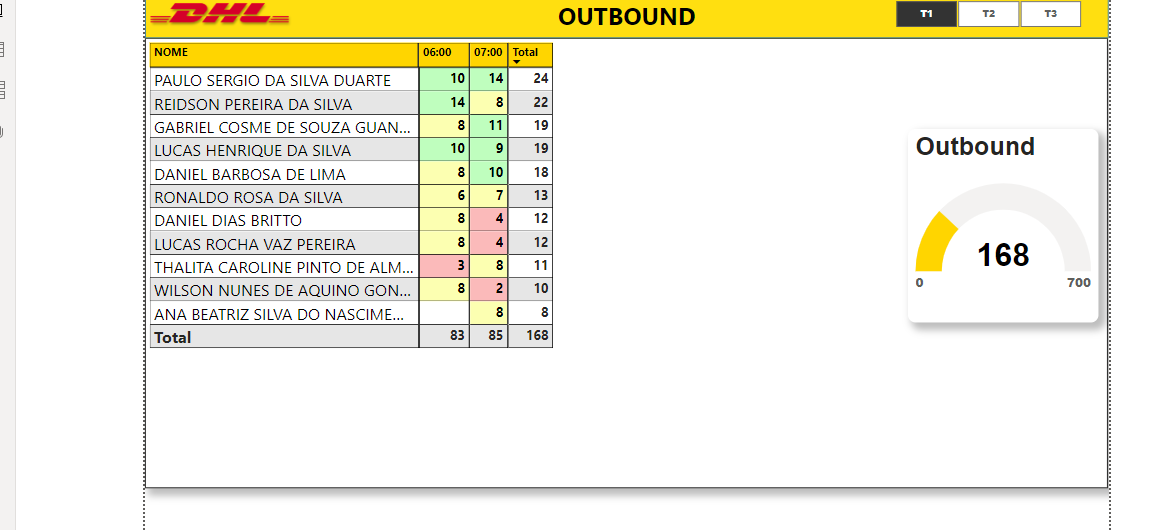 DHL OUTBOUND T1 T2 T3
NOME 06:00 07:00 Total
PAULO SERGIO DA SILVA DUARTE 10 14 24
REIDSON PEREIRA DA SILVA 14 8 22
GABRIEL COSME DE SOUZA GUAN... 8 11 19
LUCAS HENRIQUE DA SILVA 10 9 19
DANIEL BARBOSA DE LIMA 8 10 18
RONALDO ROSA DA SILVA 6 7 13
DANIEL DIAS BRITTO 8 4 12
LUCAS ROCHA VAZ PEREIRA 8 4 12
THALITA CAROLINE PINTO DE ALM... 3 8 11
WILSON NUNES DE AQUINO GON... 8 2 10
ANA BEATRIZ SILVA DO NASCIME... 8 8
Total 83 85 168
Outbound
168
0 700